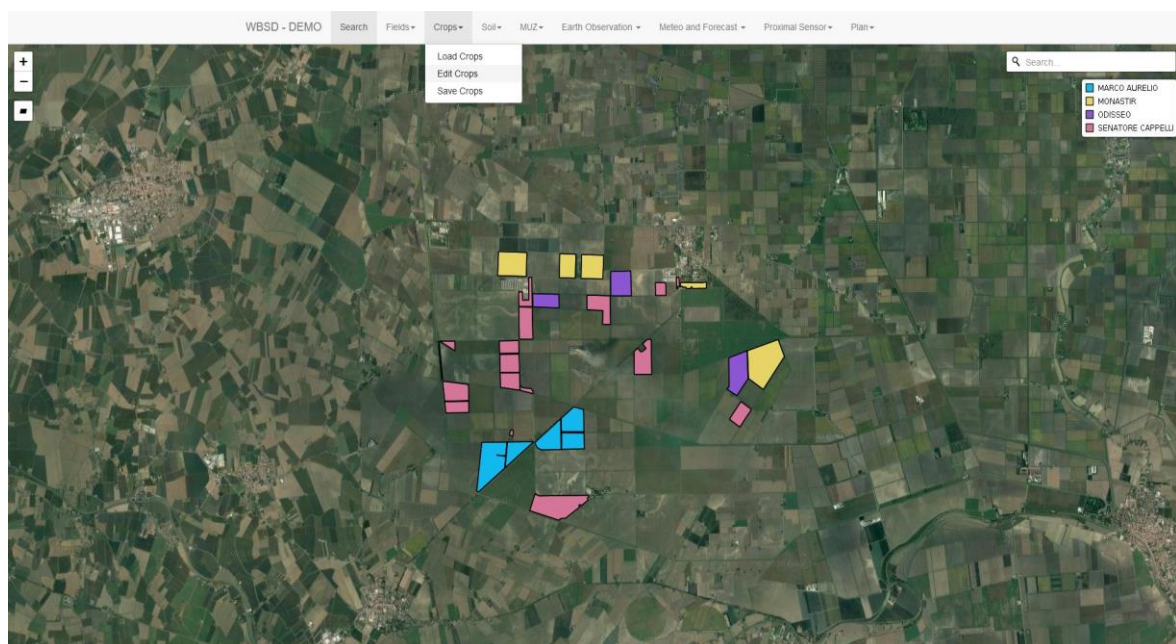 WBSD - DEMO Search Fields Crops Soil MUZ Earth Observation Meteo and Forecast Proximal Sensor Plan
Load Crops
Edit Crops
Save Crops
+
−
Search...
MARCO AURELIO
MONASTIR
ODISSEO
SENATORE CAPPELLI